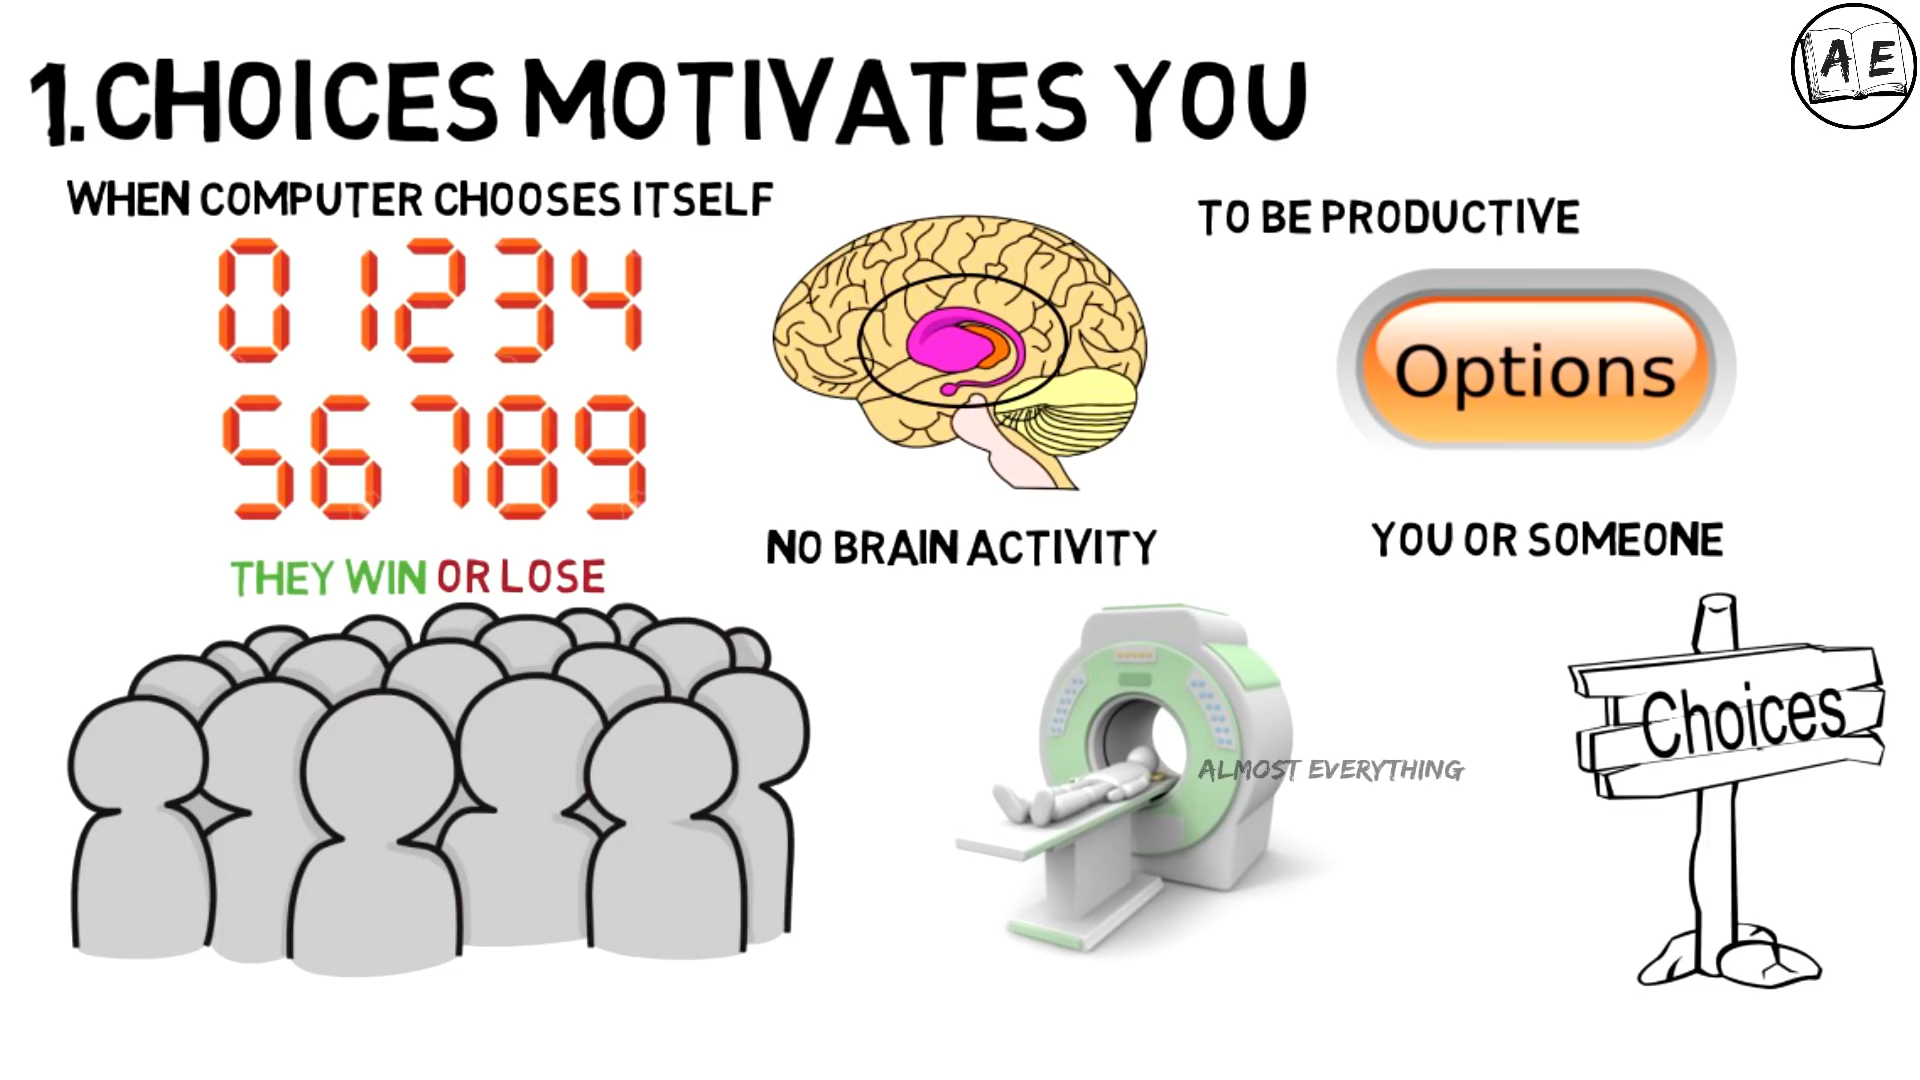 1.CHOICES MOTIVATES YOU
A E
WHEN COMPUTER CHOOSES ITSELF
TO BE PRODUCTIVE
0 1 2 3 4
Options
5 6 7 8 9
NO BRAIN ACTIVITY
YOU OR SOMEONE
THEY WIN OR LOSE
Choices
ALMOST EVERYTHING